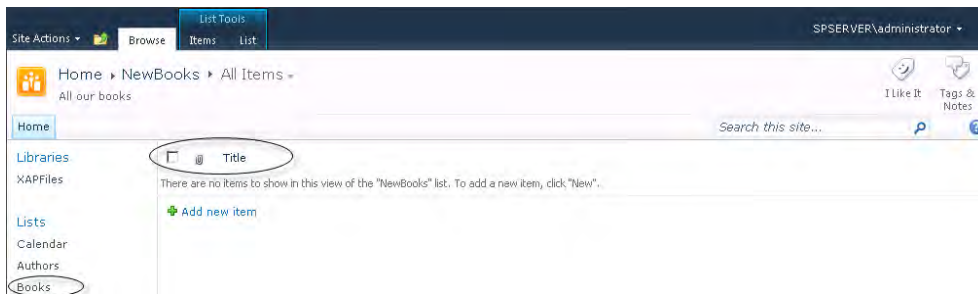 List Tools
Site Actions Browse Items List SPSERVER\administrator
Home NewBooks All Items
All our books
I Like It Tags & Notes
Home Search this site...
Libraries
Title
XAPFiles
There are no items to show in this view of the "NewBooks" list. To add a new item, click "New".
Add new item
Lists
Calendar
Authors
Books